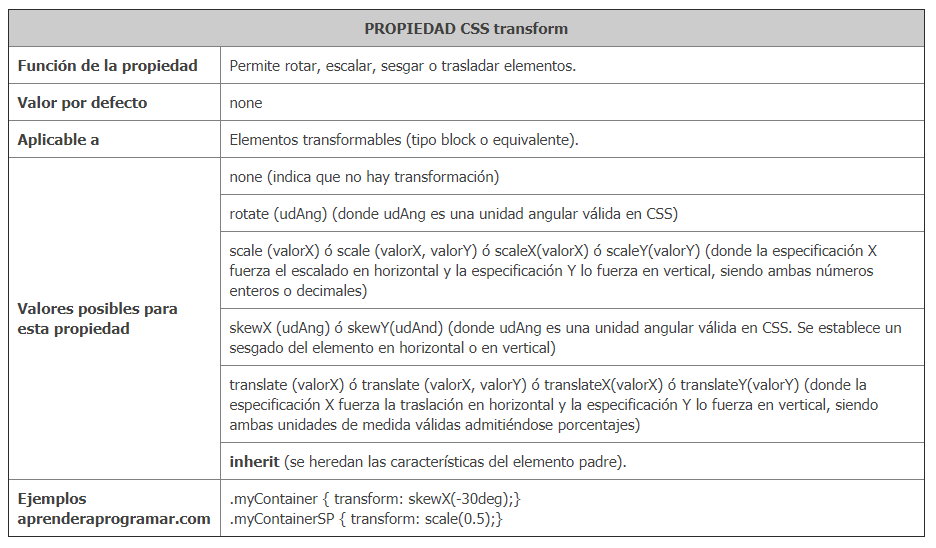 PROPIEDAD CSS transform
Función de la propiedad
Permite rotar, escalar, sesgar o trasladar elementos.
Valor por defecto
none
Aplicable a
Elementos transformables (tipo block o equivalente).
Valores posibles para
esta propiedad
none (indica que no hay transformación)
rotate (udAng) (donde udAng es una unidad angular válida en CSS)
scale (valorX) ó scale (valorX, valorY) ó scaleX(valorX) ó scaleY(valorY) (donde la
especificación X
fuerza el escalado en horizontal y la especificación Y lo fuerza en vertical, siendo ambas números
enteros o decimales)
skewX (udAng) ó skewY(udAnd) (donde udAng es una unidad angular válida en CSS. Se establece un
sesgado del elemento en horizontal o en vertical)
translate (valorX) ó translate (valorX, valorY) ó translateX(valorX) ó translateY(valorY) (donde la
especificación X fuerza la traslación en horizontal y la especificación Y lo fuerza en vertical, siendo
ambas unidades de medida válidas admitiéndose porcentajes)
inherit (se heredan las características del elemento padre).
Ejemplos
aprenderaprogramar.com
.myContainer { transform: skewX(-30deg);}
.myContainerSP { transform: scale(0.5);}